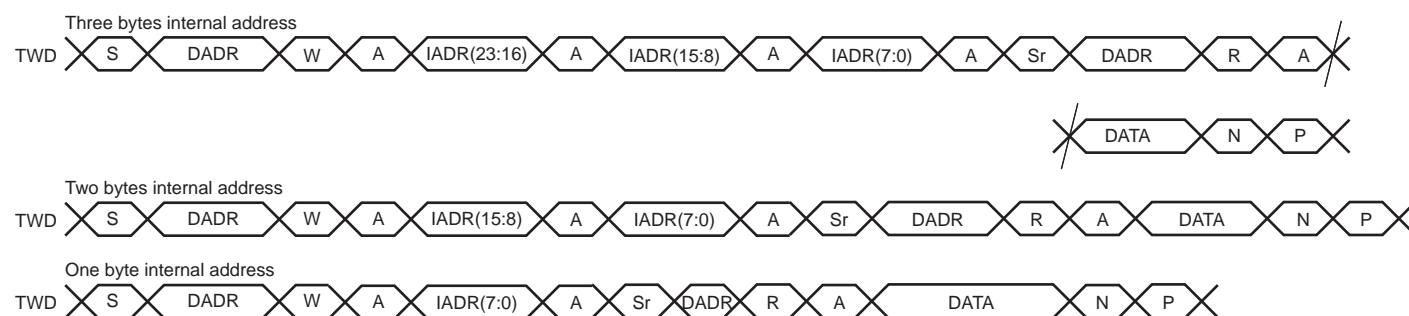 Three bytes internal address
TWD S DADR W A IADR(23:16) A IADR(15:8) A IADR(7:0) A Sr DADR R A
DATA N P
Two bytes internal address
TWD S DADR W A IADR(15:8) A IADR(7:0) A Sr DADR R A DATA N P
One byte internal address
TWD S DADR W A IADR(7:0) A Sr DADR R A DATA N P